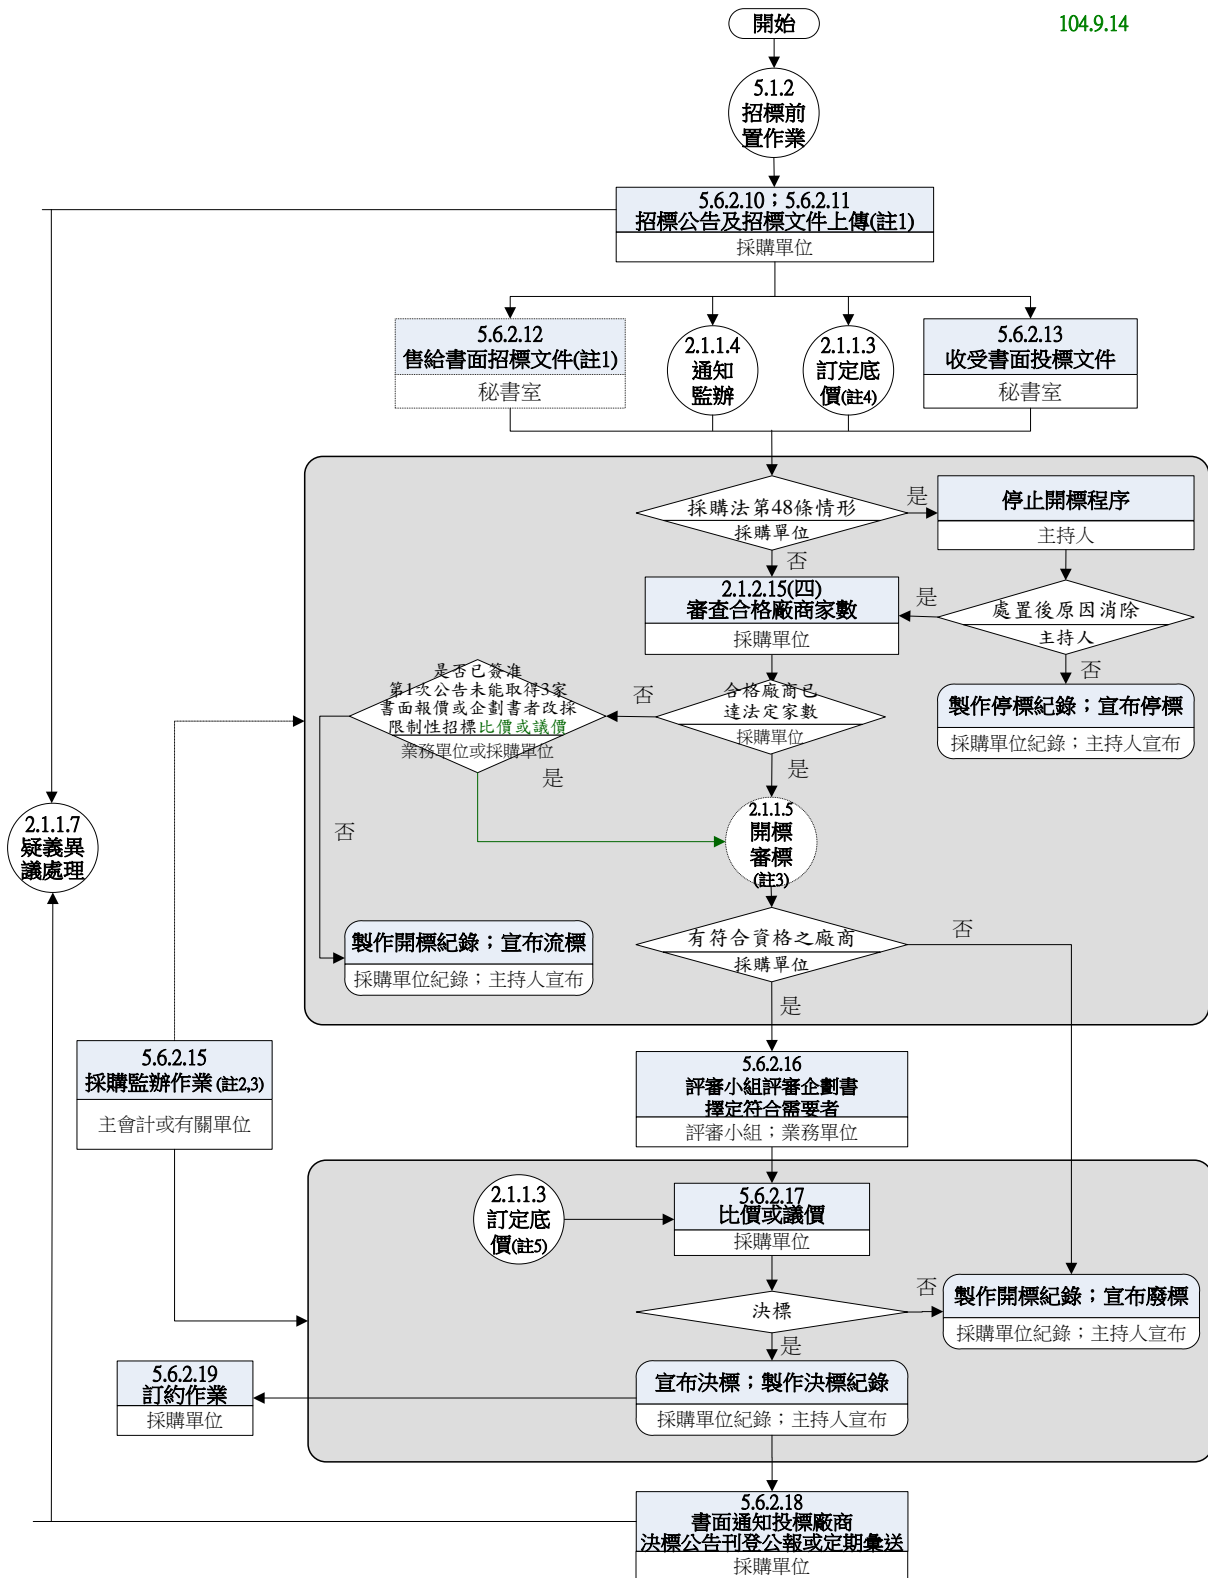 開始
104.9.14
5.1.2
招標前
置作業
5.6.2.10；5.6.2.11
招標公告及招標文件上傳(註1)
採購單位
5.6.2.12
售給書面招標文件(註1)
秘書室
2.1.1.4
通知
監辦
2.1.1.3
訂定底
價(註4)
5.6.2.13
收受書面投標文件
秘書室
採購法第48條情形
採購單位
是
否
停止開標程序
主持人
2.1.2.15(四)
審查合格廠商家數
採購單位
是
處置後原因消除
主持人
否
製作停標紀錄；宣布停標
採購單位紀錄；主持人宣布
是否已簽准
第1次公告未能取得3家
書面報價或企劃書者改採
限制性招標比價或議價
業務單位或採購單位
否
合格廠商已
達法定家數
採購單位
是
是
否
2.1.1.5
開標
審標
(註3)
2.1.1.7
疑義異
議處理
製作開標紀錄；宣布流標
採購單位紀錄；主持人宣布
有符合資格之廠商
採購單位
否
是
5.6.2.15
採購監辦作業(註2,3)
主會計或有關單位
5.6.2.16
評審小組評審企劃書
擇定符合需要者
評審小組；業務單位
2.1.1.3
訂定底
價(註5)
5.6.2.17
比價或議價
採購單位
決標
否
是
製作開標紀錄；宣布廢標
採購單位紀錄；主持人宣布
5.6.2.19
訂約作業
採購單位
宣布決標；製作決標紀錄
採購單位紀錄；主持人宣布
5.6.2.18
書面通知投標廠商
決標公告刊登公報或定期彙送
採購單位